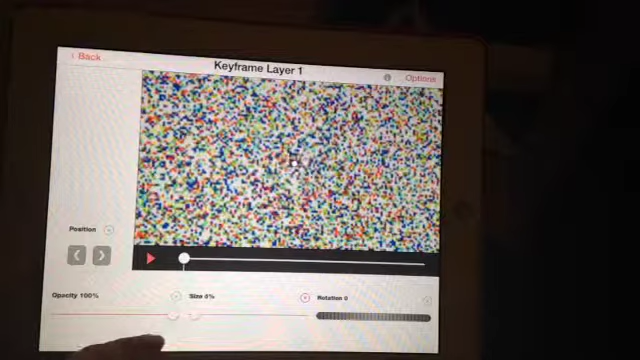 Back
Keyframe Layer 1
Options
Position
Opacity 100%
Size 0%
Rotation 0